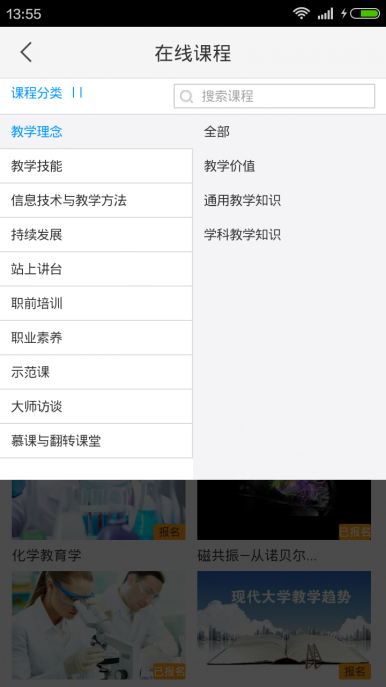 13:55
在线课程
课程分类
搜索课程
教学理念
全部
教学技能
教学价值
信息技术与教学方法
通用教学知识
持续发展
学科教学知识
站上讲台
职前培训
职业素养
示范课
大师访谈
慕课与翻转课堂
报名
已报名
化学教育学
磁共振—从诺贝尔...
现代大学教学趋势
已报名
报名